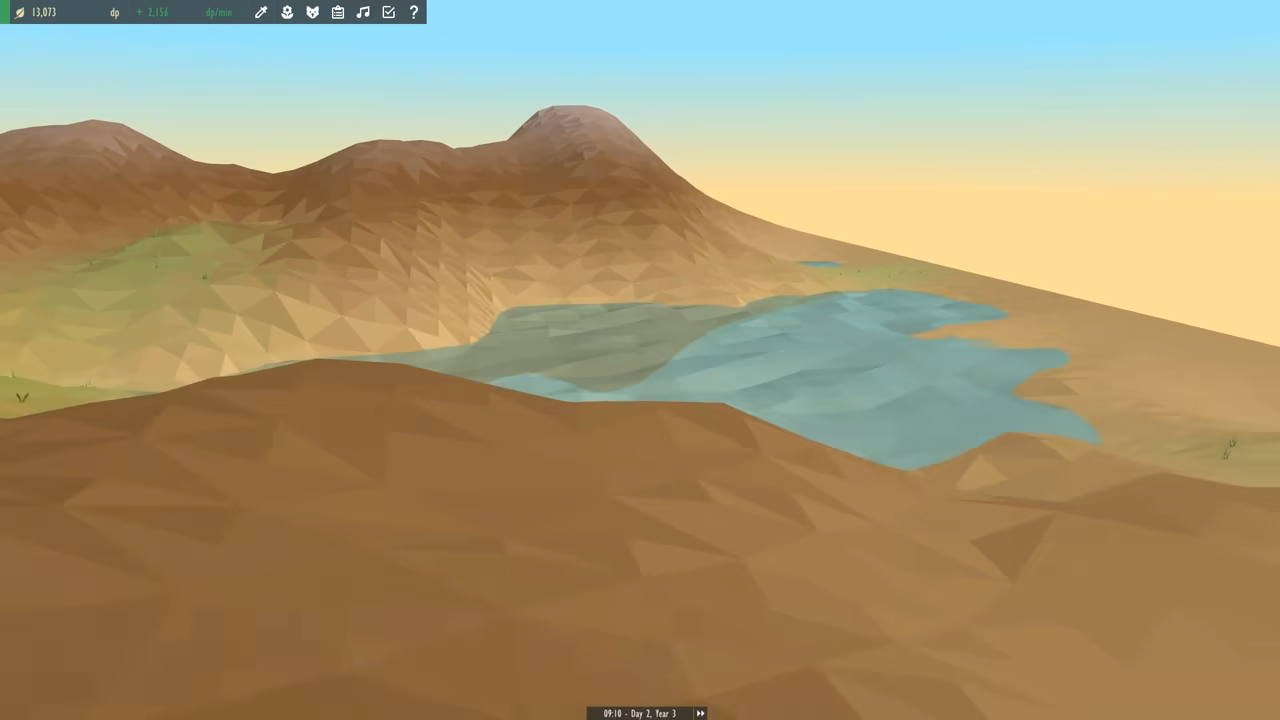 13,073 dp + 2,156 dp/min ?
09:10 - Day 2, Year 3